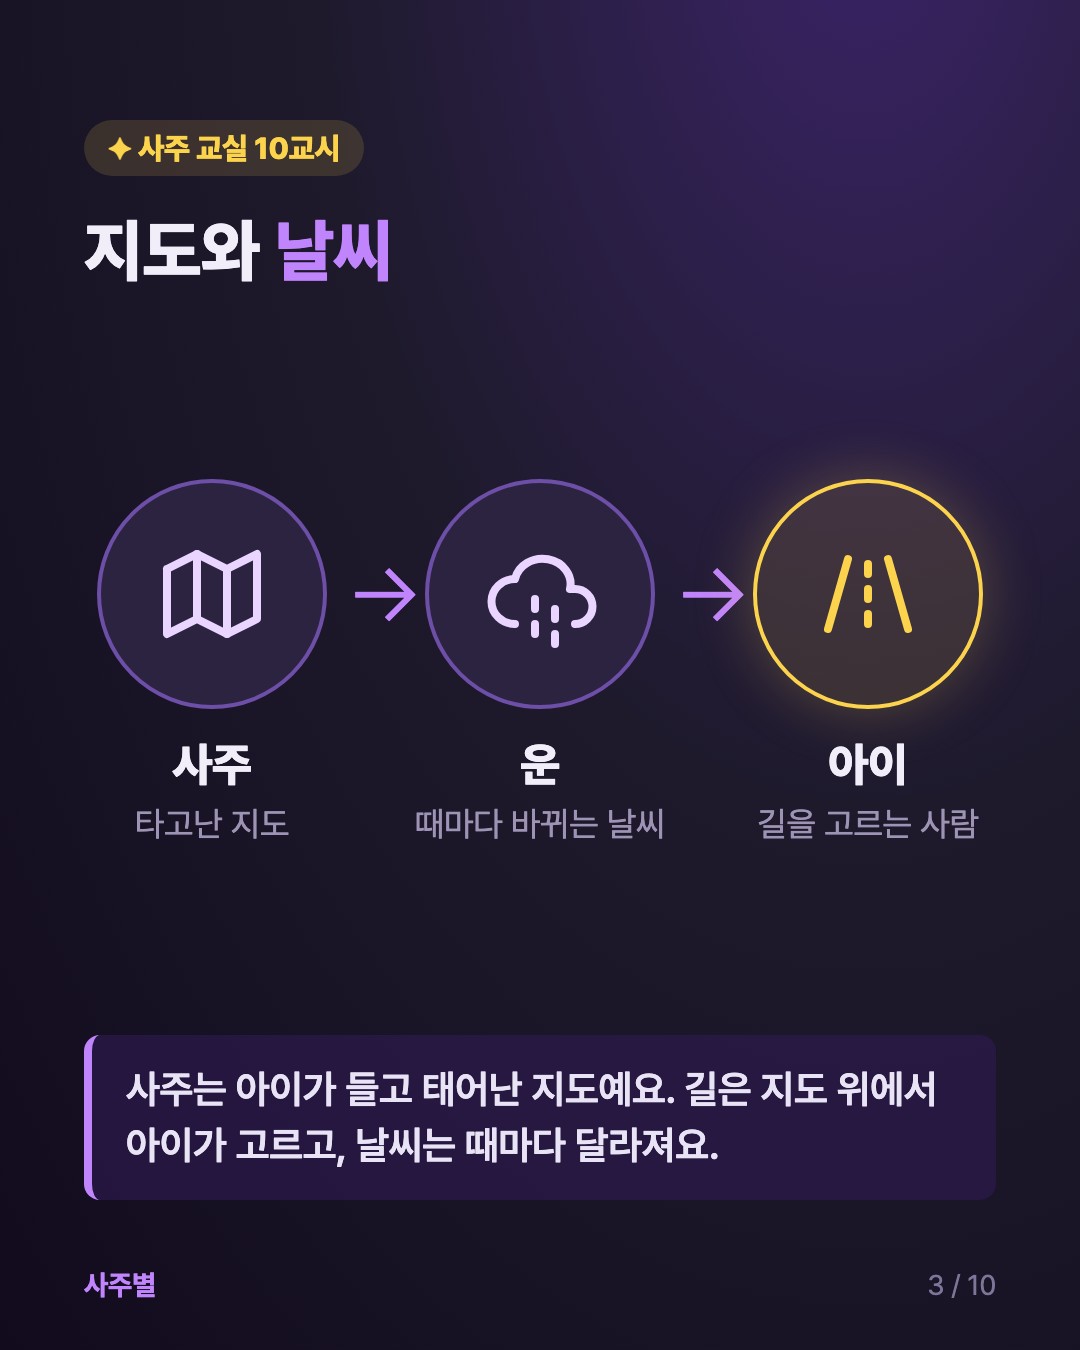 ✦ 사주 교실 10교시
지도와 날씨
사주
타고난 지도
운
때마다 바뀌는 날씨
아이
길을 고르는 사람
사주는 아이가 들고 태어난 지도예요. 길은 지도 위에서
아이가 고르고, 날씨는 때마다 달라져요.
사주별
3 / 10